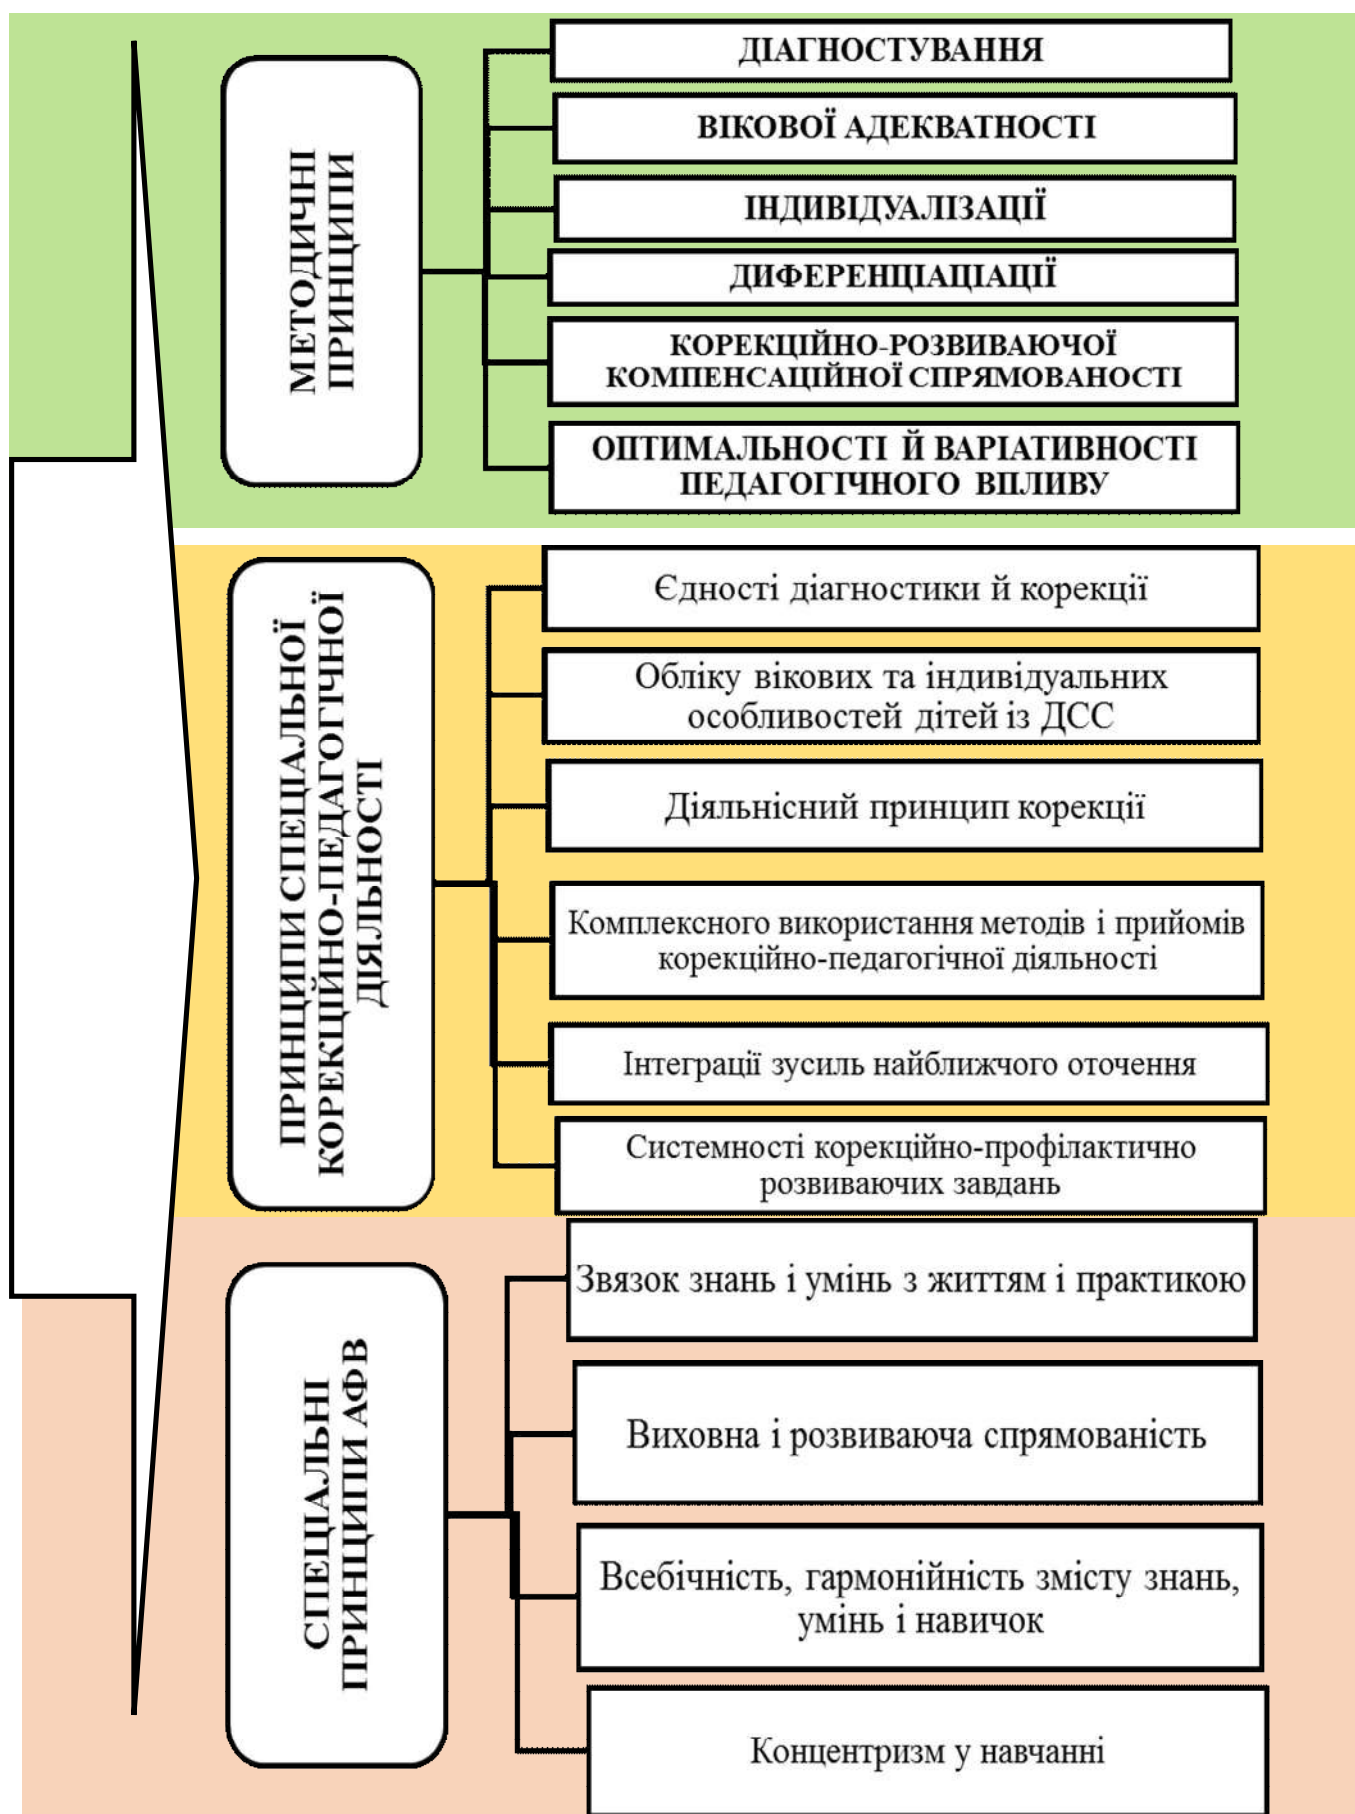 МЕТОДИЧНІ
ПРИНЦИПИ
ДІАГНОСТУВАННЯ
ВІКОВОЇ АДЕКВАТНОСТІ
ІНДИВІДУАЛІЗАЦІЇ
ДИФЕРЕНЦІАЦІАЦІЇ
КОРЕКЦІЙНО-РОЗВИВАЮЧОЇ
КОМПЕНСАЦІЙНОЇ СПРЯМОВАНОСТІ
ОПТИМАЛЬНОСТІ Й ВАРІАТИВНОСТІ
ПЕДАГОГІЧНОГО ВПЛИВУ
ПРИНЦИПИ СПЕЦІАЛЬНОЇ
КОРЕКЦІЙНО-ПЕДАГОГІЧНОЇ
ДІЯЛЬНОСТІ
Єдності діагностики й корекції
Обліку вікових та індивідуальних
особливостей дітей із ДСС
Діяльнісний принцип корекції
Комплексного використання методів і прийомів
корекційно-педагогічної діяльності
Інтеграції зусиль найближчого оточення
Системності корекційно-профілактично
розвиваючих завдань
СПЕЦІАЛЬНІ
ПРИНЦИПИ АФВ
Звязок знань і умінь з життям і практикою
Виховна і розвиваюча спрямованість
Всебічність, гармонійність змісту знань,
умінь і навичок
Концентризм у навчанні